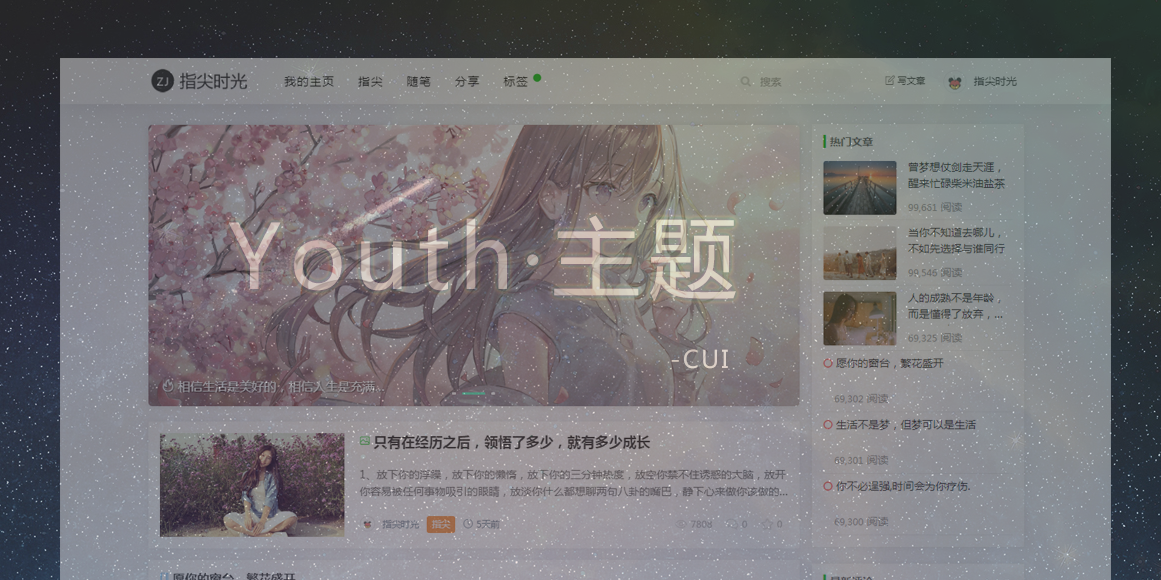 ZJ 指尖时光 我的主页 指尖 随笔 分享 标签 搜索 写文章 指尖时光
Youth·主题
-CUI
相信生活是美好的，相信人生是充满...
只有在经历之后，领悟了多少，就有多少成长
1、放下你的浮躁，放下你的懒惰，放下你的三分钟热度，放空你禁不住诱惑的大脑，放开
你容易被任何事物吸引的眼睛，放淡你什么都想聊两句八卦的嘴巴，静下心来做你该做的...
指尖时光 指尖 5天前 7808 0 0
愿你的窗台，繁花盛开
热门文章
曾梦想仗剑走天涯，
醒来忙碌柴米油盐茶
99,651 阅读
当你不知道去哪儿，
不如先选择与谁同行
99,546 阅读
人的成熟不是年龄，
而是懂得了放弃，...
69,325 阅读
愿你的窗台，繁花盛开
69,302 阅读
生活不是梦，但梦可以是生活
69,301 阅读
你不必逞强,时间会为你疗伤.
69,300 阅读